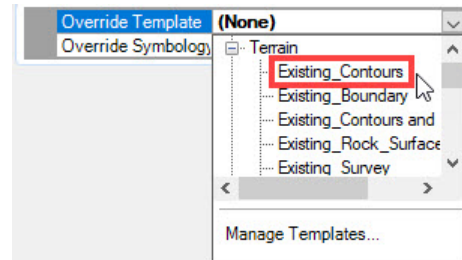 Override Template (None)
Override Symbology Terrain
Existing_Contours
Existing_Boundary
Existing_Contours and
Existing_Rock_Surface
Existing_Survey
Manage Templates...